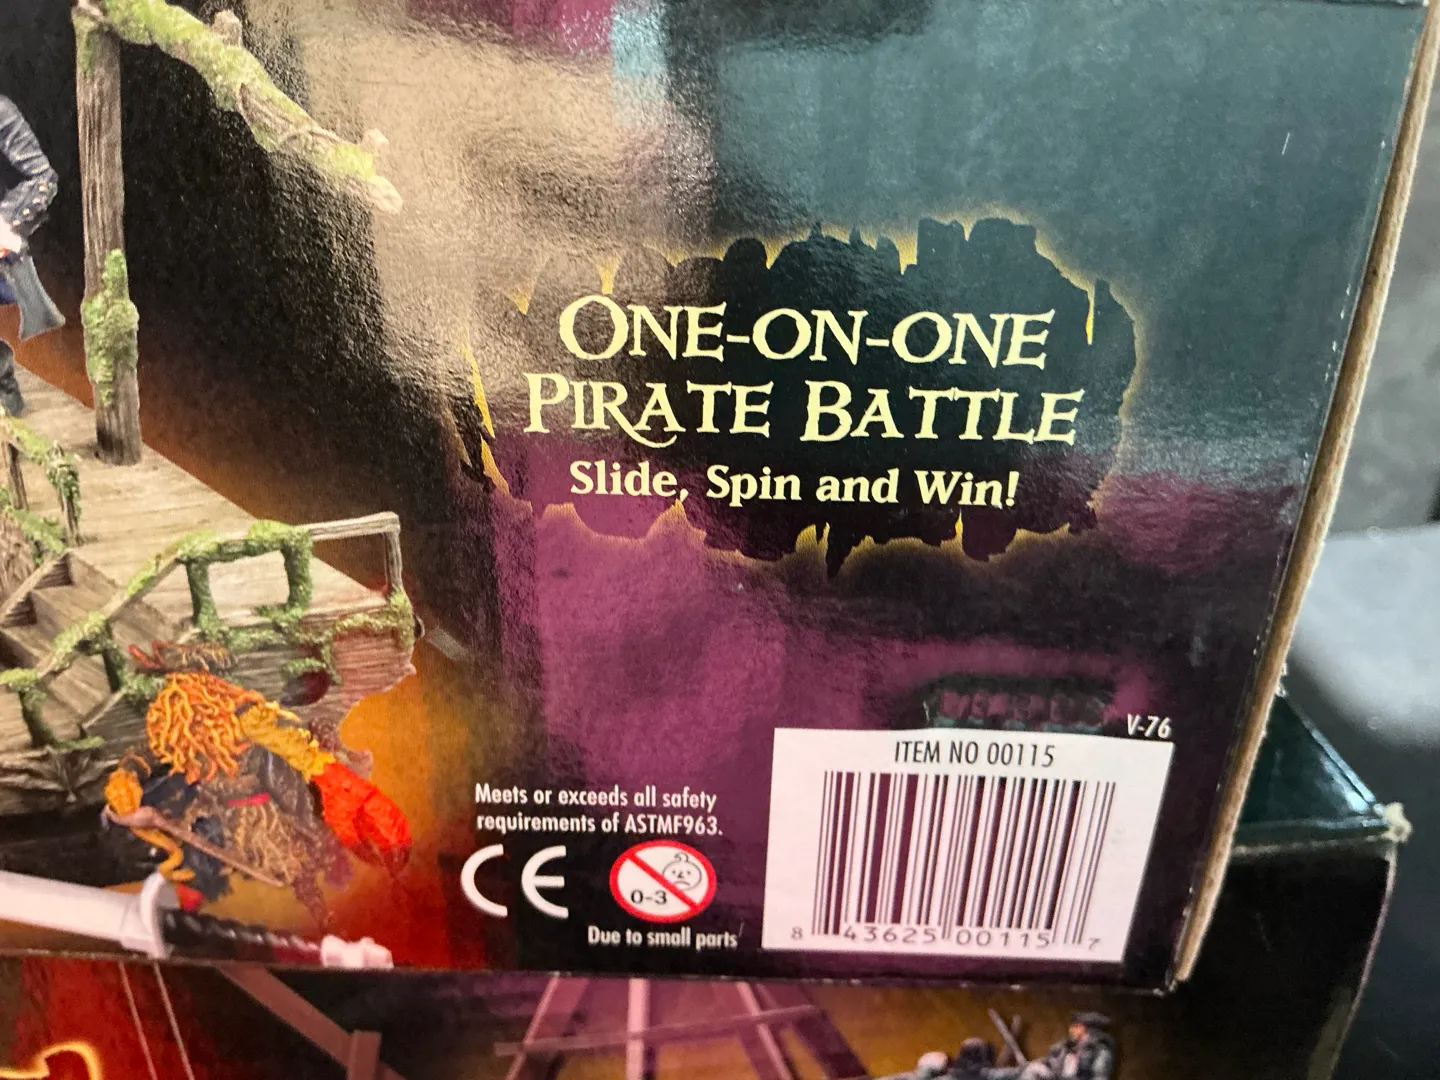 ONE-ON-ONE
PIRATE BATTLE
Slide, Spin and Win!
V-76
ITEM NO 00115
Meets or exceeds all safety
requirements of ASTMF963.
CE
0-3
Due to small parts
8 43625 00115 7